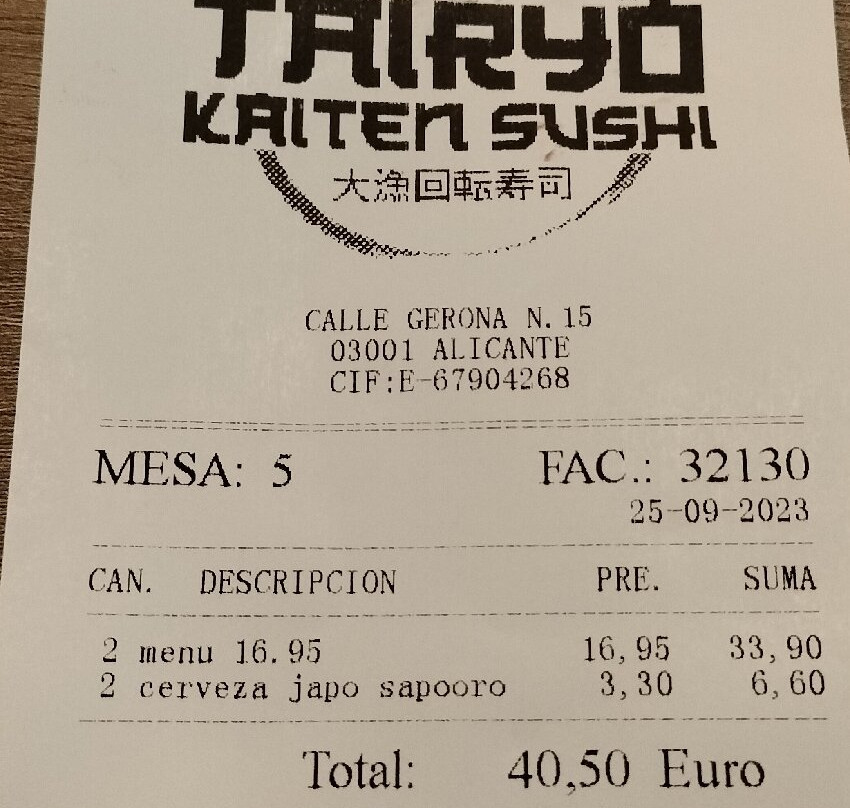 TAIRYO
KAITEN SUSHI
大漁回転寿司
CALLE GERONA N.15
03001 ALICANTE
CIF:E-67904268
MESA: 5 FAC.: 32130
25-09-2023
CAN. DESCRIPCION PRE. SUMA
2 menu 16.95 16,95 33,90
2 cerveza japo sapooro 3,30 6,60
Total: 40,50 Euro